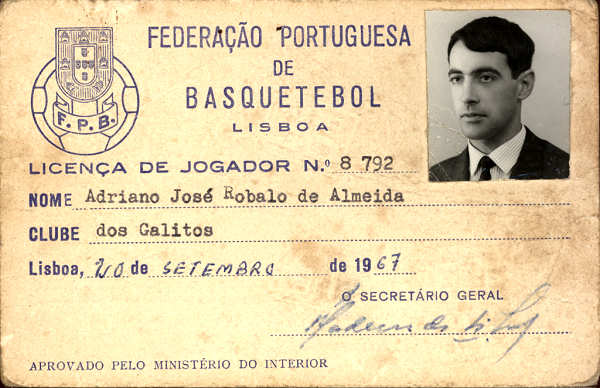 FEDERAÇÃO PORTUGUESA
DE
BASQUETEBOL
LISBOA
F.P.B.
LICENÇA DE JOGADOR N.º 8 792
NOME Adriano José Robalo de Almeida
CLUBE dos Galitos
Lisboa, 20 de SETEMBRO de 1967
O SECRETÁRIO GERAL
APROVADO PELO MINISTÉRIO DO INTERIOR